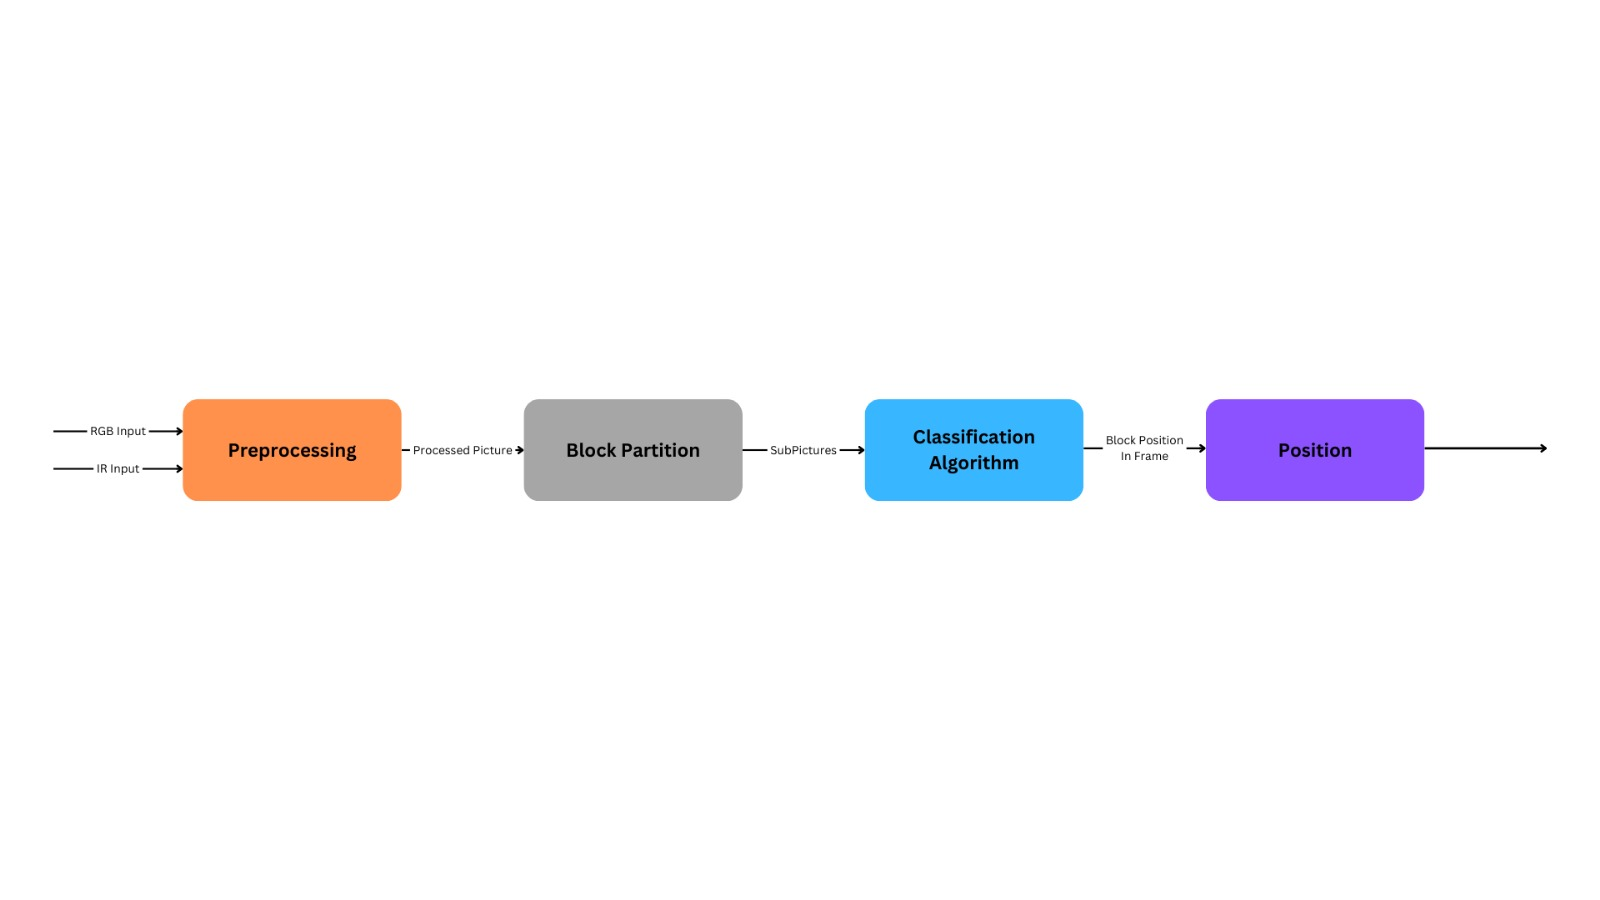 RGB Input
IR Input
Preprocessing
Processed Picture
Block Partition
SubPictures
Classification
Algorithm
Block Position
In Frame
Position